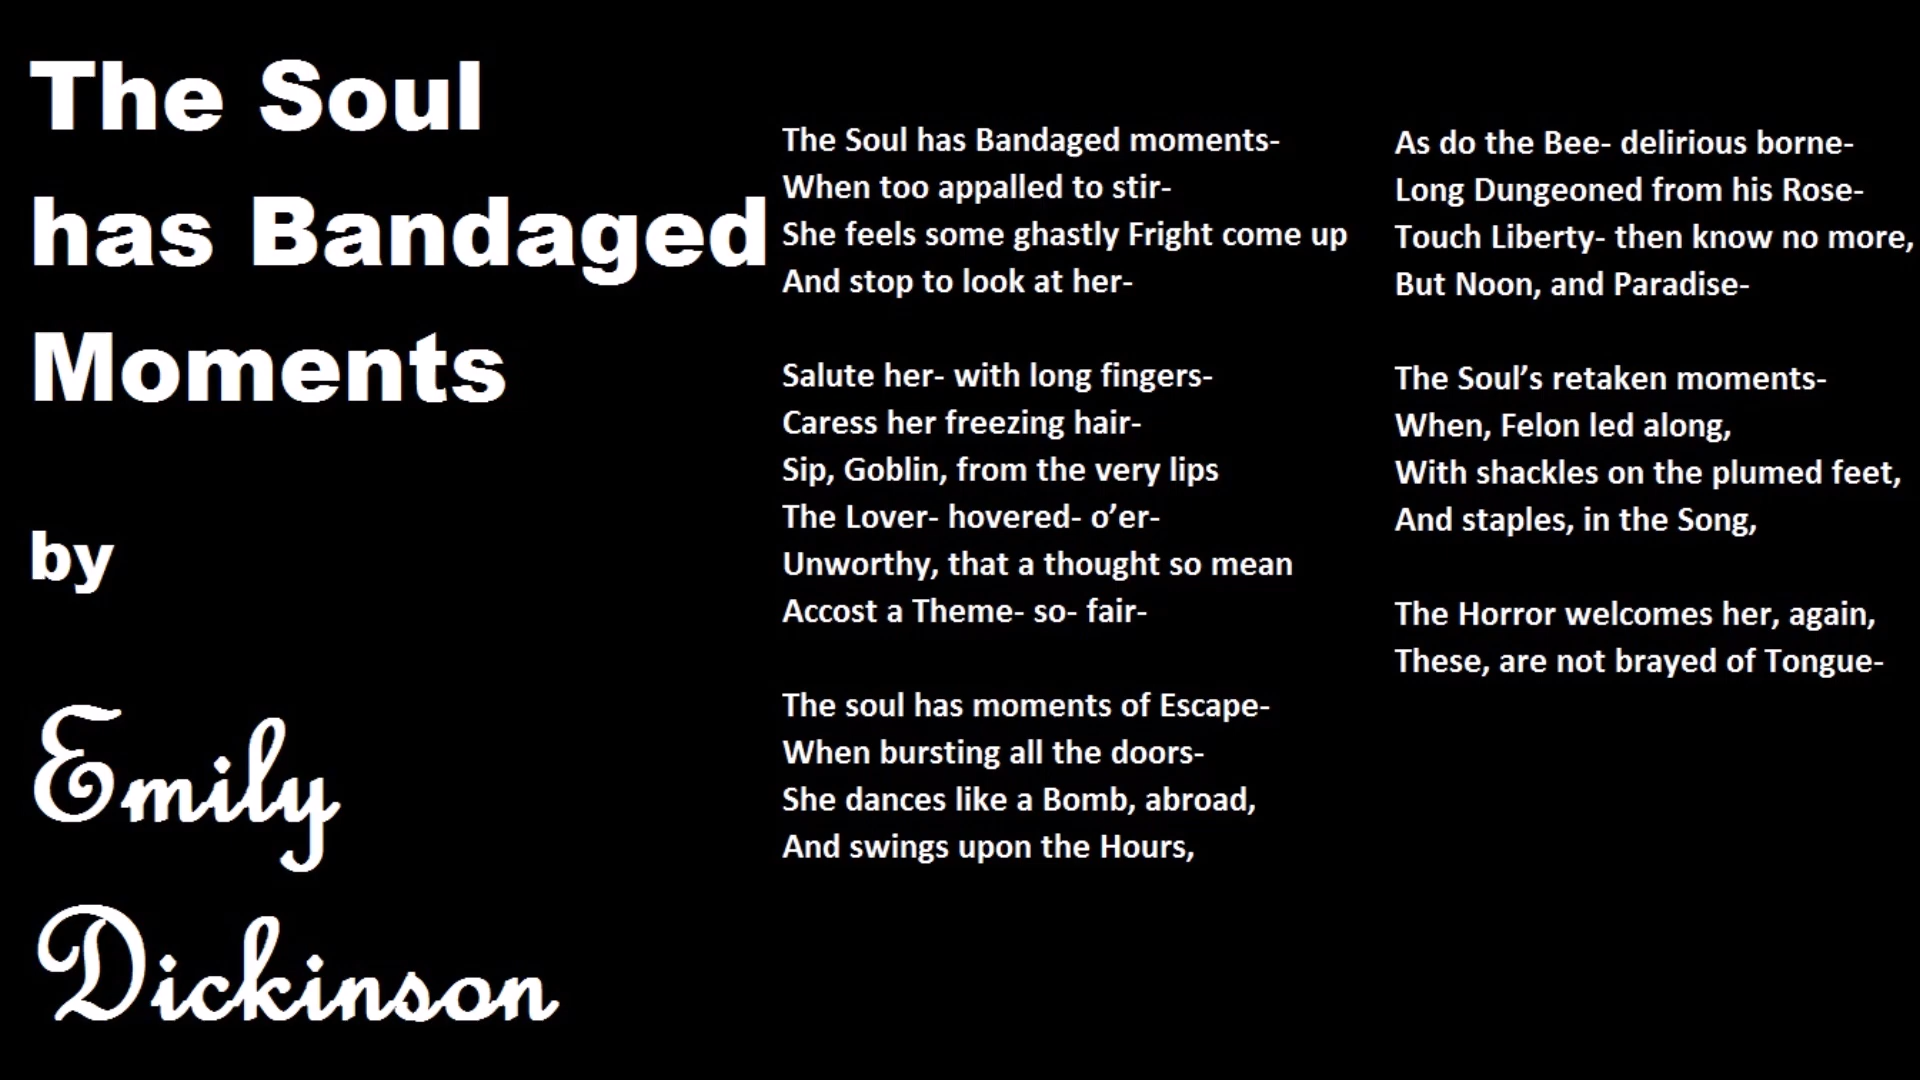 The Soul
has Bandaged
Moments
by
Emily
Dickinson
The Soul has Bandaged moments-
When too appalled to stir-
She feels some ghastly Fright come up
And stop to look at her-
Salute her- with long fingers-
Caress her freezing hair-
Sip, Goblin, from the very lips
The Lover- hovered- o’er-
Unworthy, that a thought so mean
Accost a Theme- so- fair-
The soul has moments of Escape-
When bursting all the doors-
She dances like a Bomb, abroad,
And swings upon the Hours,
As do the Bee- delirious borne-
Long Dungeoned from his Rose-
Touch Liberty- then know no more,
But Noon, and Paradise-
The Soul’s retaken moments-
When, Felon led along,
With shackles on the plumed feet,
And staples, in the Song,
The Horror welcomes her, again,
These, are not brayed of Tongue-